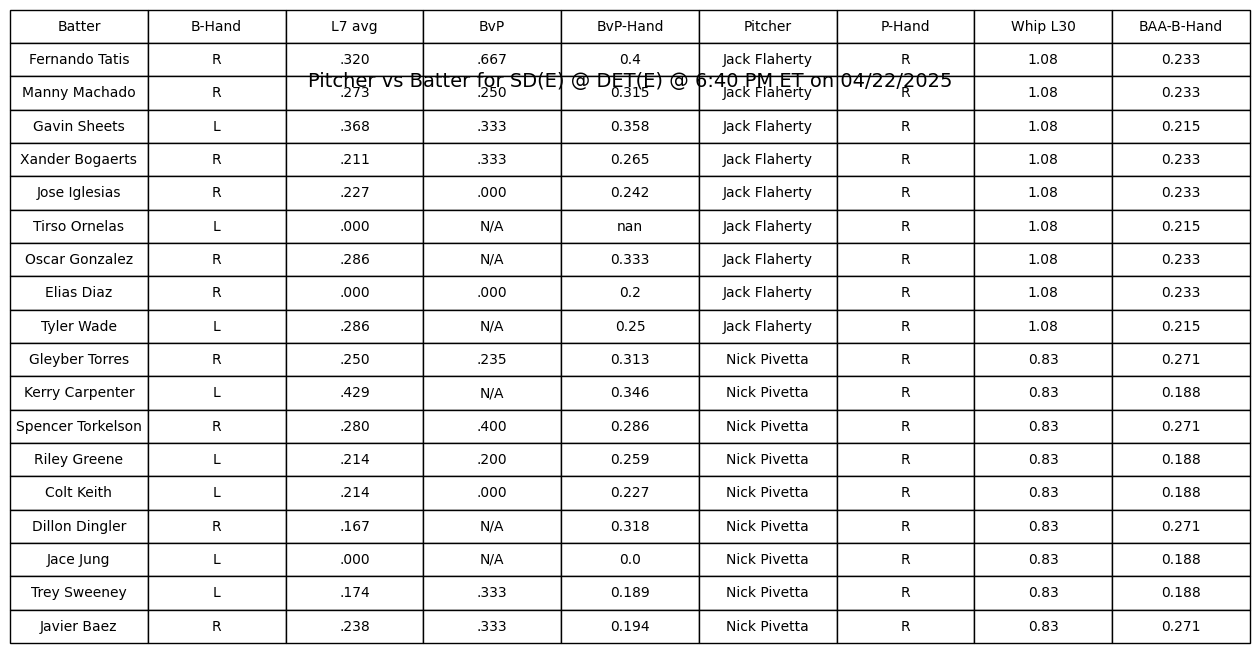 Batter B-Hand L7 avg BvP BvP-Hand Pitcher P-Hand Whip L30 BAA-B-Hand
Fernando Tatis R .320 .667 0.4 Jack Flaherty R 1.08 0.233
Pitcher vs Batter for SD(E) @ DET(E) @ 6:40 PM ET on 04/22/2025
Manny Machado R .273 .250 0.315 Jack Flaherty R 1.08 0.233
Gavin Sheets L .368 .333 0.358 Jack Flaherty R 1.08 0.215
Xander Bogaerts R .211 .333 0.265 Jack Flaherty R 1.08 0.233
Jose Iglesias R .227 .000 0.242 Jack Flaherty R 1.08 0.233
Tirso Ornelas L .000 N/A nan Jack Flaherty R 1.08 0.215
Oscar Gonzalez R .286 N/A 0.333 Jack Flaherty R 1.08 0.233
Elias Diaz R .000 .000 0.2 Jack Flaherty R 1.08 0.233
Tyler Wade L .286 N/A 0.25 Jack Flaherty R 1.08 0.215
Gleyber Torres R .250 .235 0.313 Nick Pivetta R 0.83 0.271
Kerry Carpenter L .429 N/A 0.346 Nick Pivetta R 0.83 0.188
Spencer Torkelson R .280 .400 0.286 Nick Pivetta R 0.83 0.271
Riley Greene L .214 .200 0.259 Nick Pivetta R 0.83 0.188
Colt Keith L .214 .000 0.227 Nick Pivetta R 0.83 0.188
Dillon Dingler R .167 N/A 0.318 Nick Pivetta R 0.83 0.271
Jace Jung L .000 N/A 0.0 Nick Pivetta R 0.83 0.188
Trey Sweeney L .174 .333 0.189 Nick Pivetta R 0.83 0.188
Javier Baez R .238 .333 0.194 Nick Pivetta R 0.83 0.271